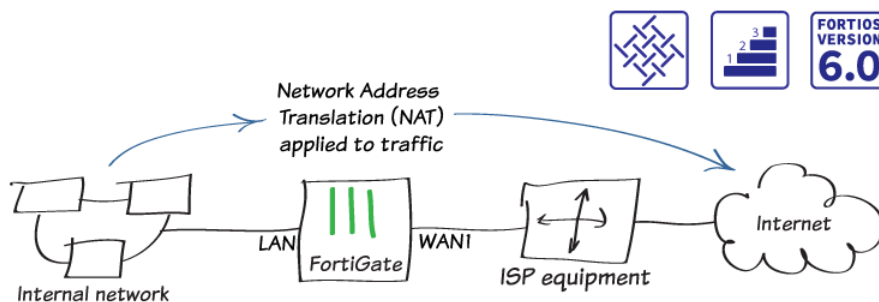 3
2
1
FORTIOS
VERSION
6.0
Network Address
Translation (NAT)
applied to traffic
LAN
FortiGate
WAN1
ISP equipment
Internet
Internal network